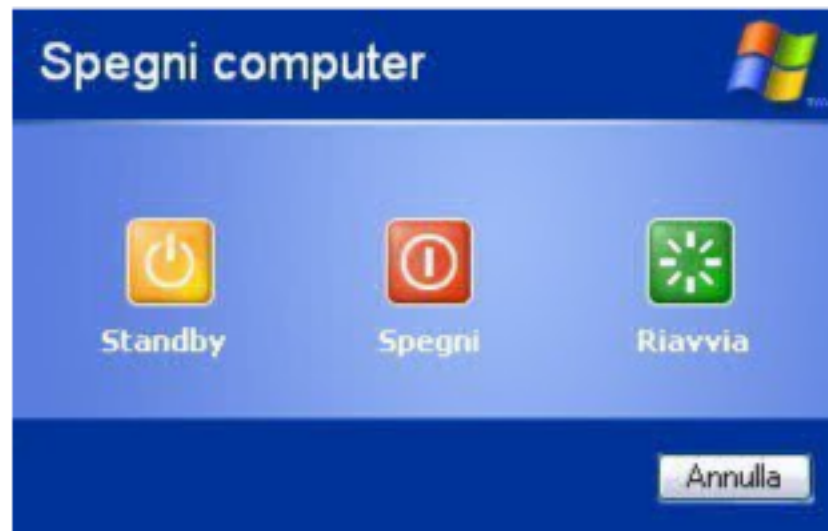 Spegni computer
Standby
Spegni
Riavvia
Annulla